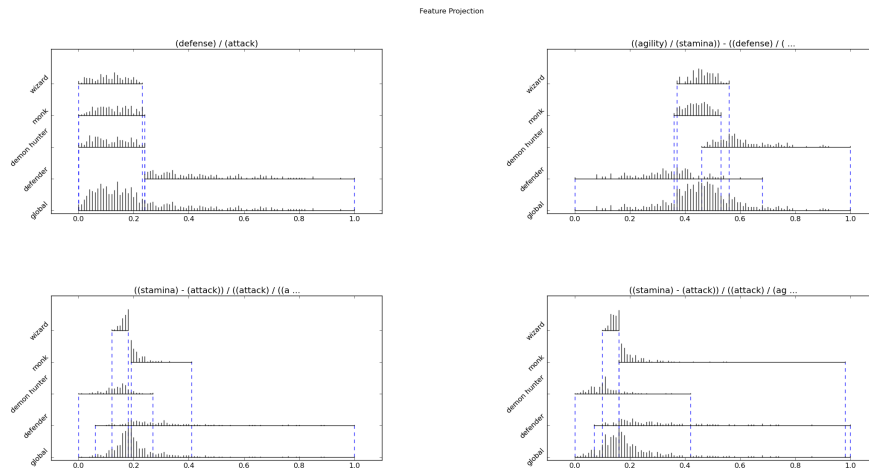 Feature Projection
(defense) / (attack)
wizard
monk
demon hunter
defender
global
0.0 0.2 0.4 0.6 0.8 1.0
((agility) / (stamina)) - ((defense) / ( ...
wizard
monk
demon hunter
defender
global
0.0 0.2 0.4 0.6 0.8 1.0
((stamina) - (attack)) / ((attack) / ((a ...
wizard
monk
demon hunter
defender
global
0.0 0.2 0.4 0.6 0.8 1.0
((stamina) - (attack)) / ((attack) / (ag ...
wizard
monk
demon hunter
defender
global
0.0 0.2 0.4 0.6 0.8 1.0